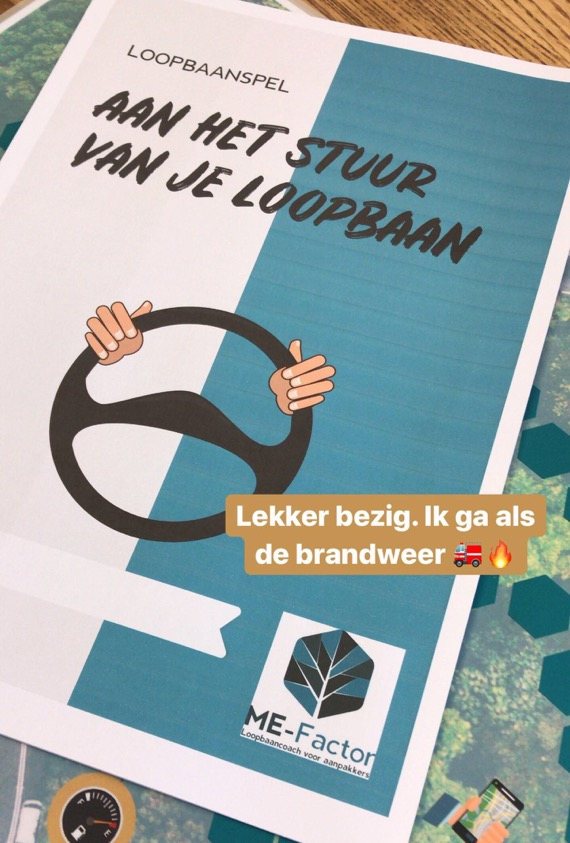 LOOPBAANSPEL
AAN HET STUUR
VAN JE LOOPBAAN
Lekker bezig. Ik ga als
de brandweer 🚒🔥
ME-Factor
Loopbaancoach voor aanpakkers
F
E